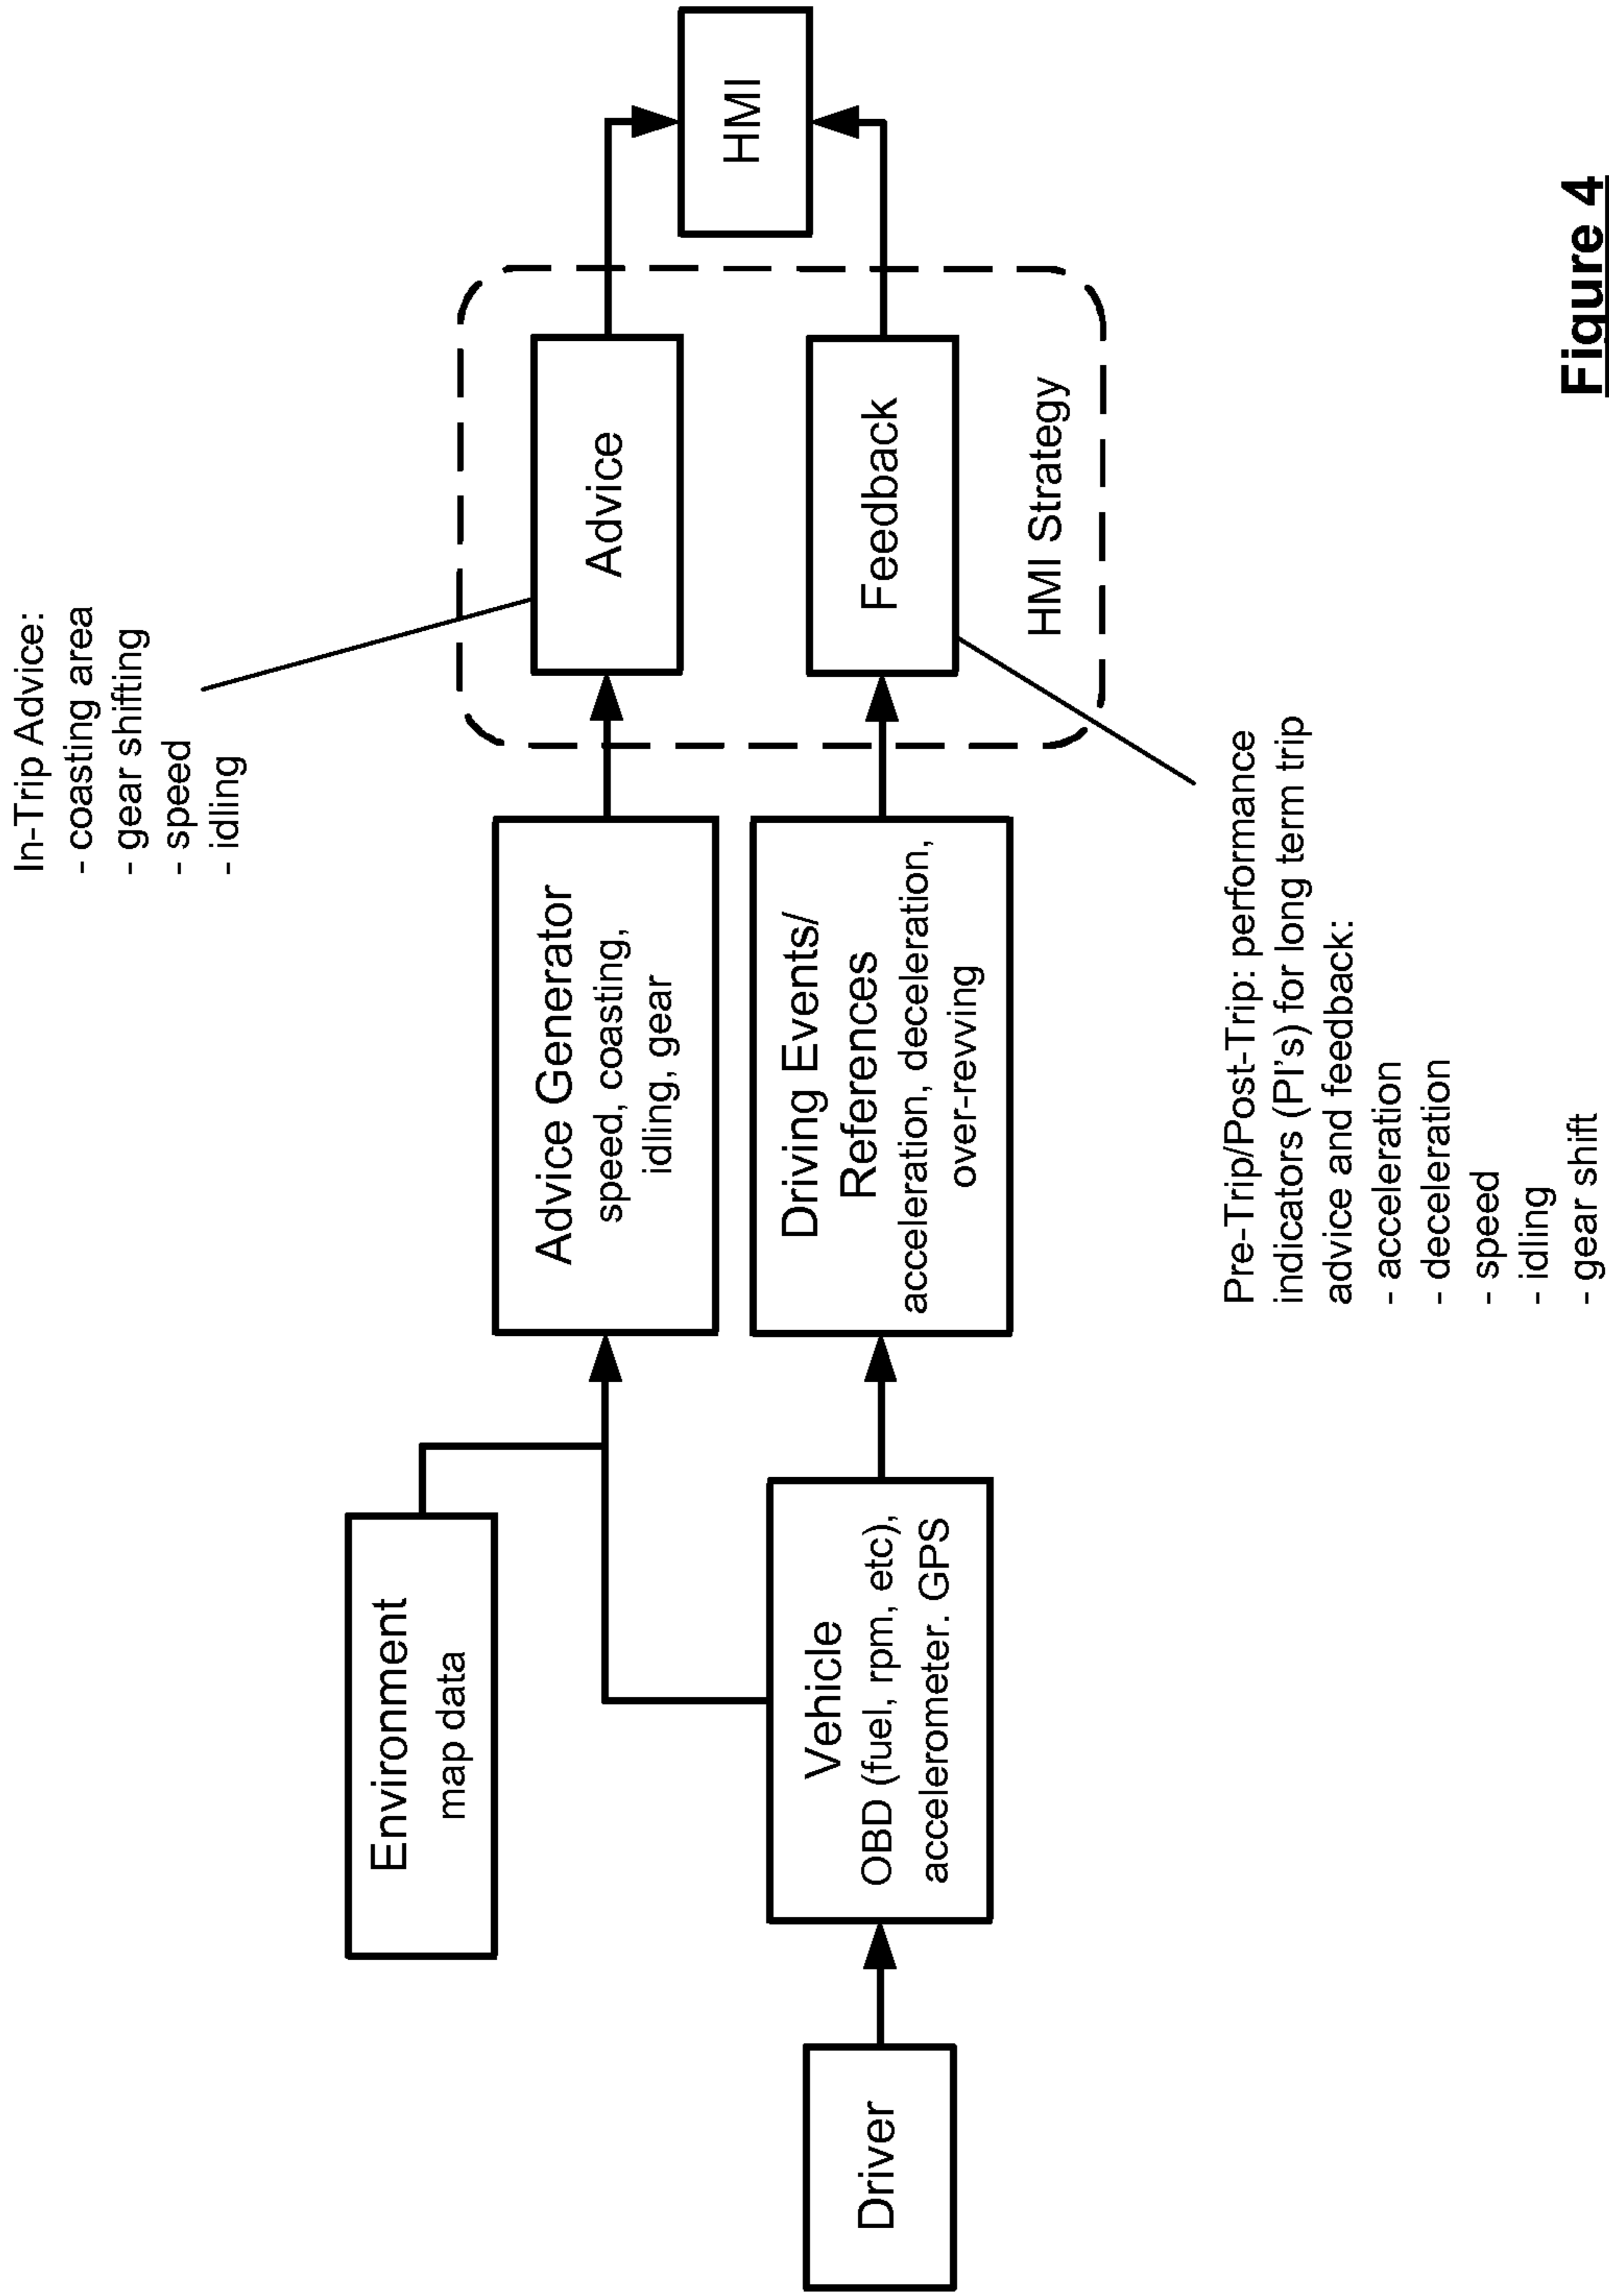 In-Trip Advice:
- coasting area
- gear shifting
- speed
- idling
Environment
map data
Advice Generator
speed, coasting,
idling, gear
Advice
HMI
Driver
Vehicle
OBD (fuel, rpm, etc),
accelerometer. GPS
Driving Events/
References
acceleration, deceleration,
over-revving
Feedback
HMI Strategy
Pre-Trip/Post-Trip: performance
indicators (PI's) for long term trip
advice and feedback:
- acceleration
- deceleration
- speed
- idling
- gear shift
Figure 4